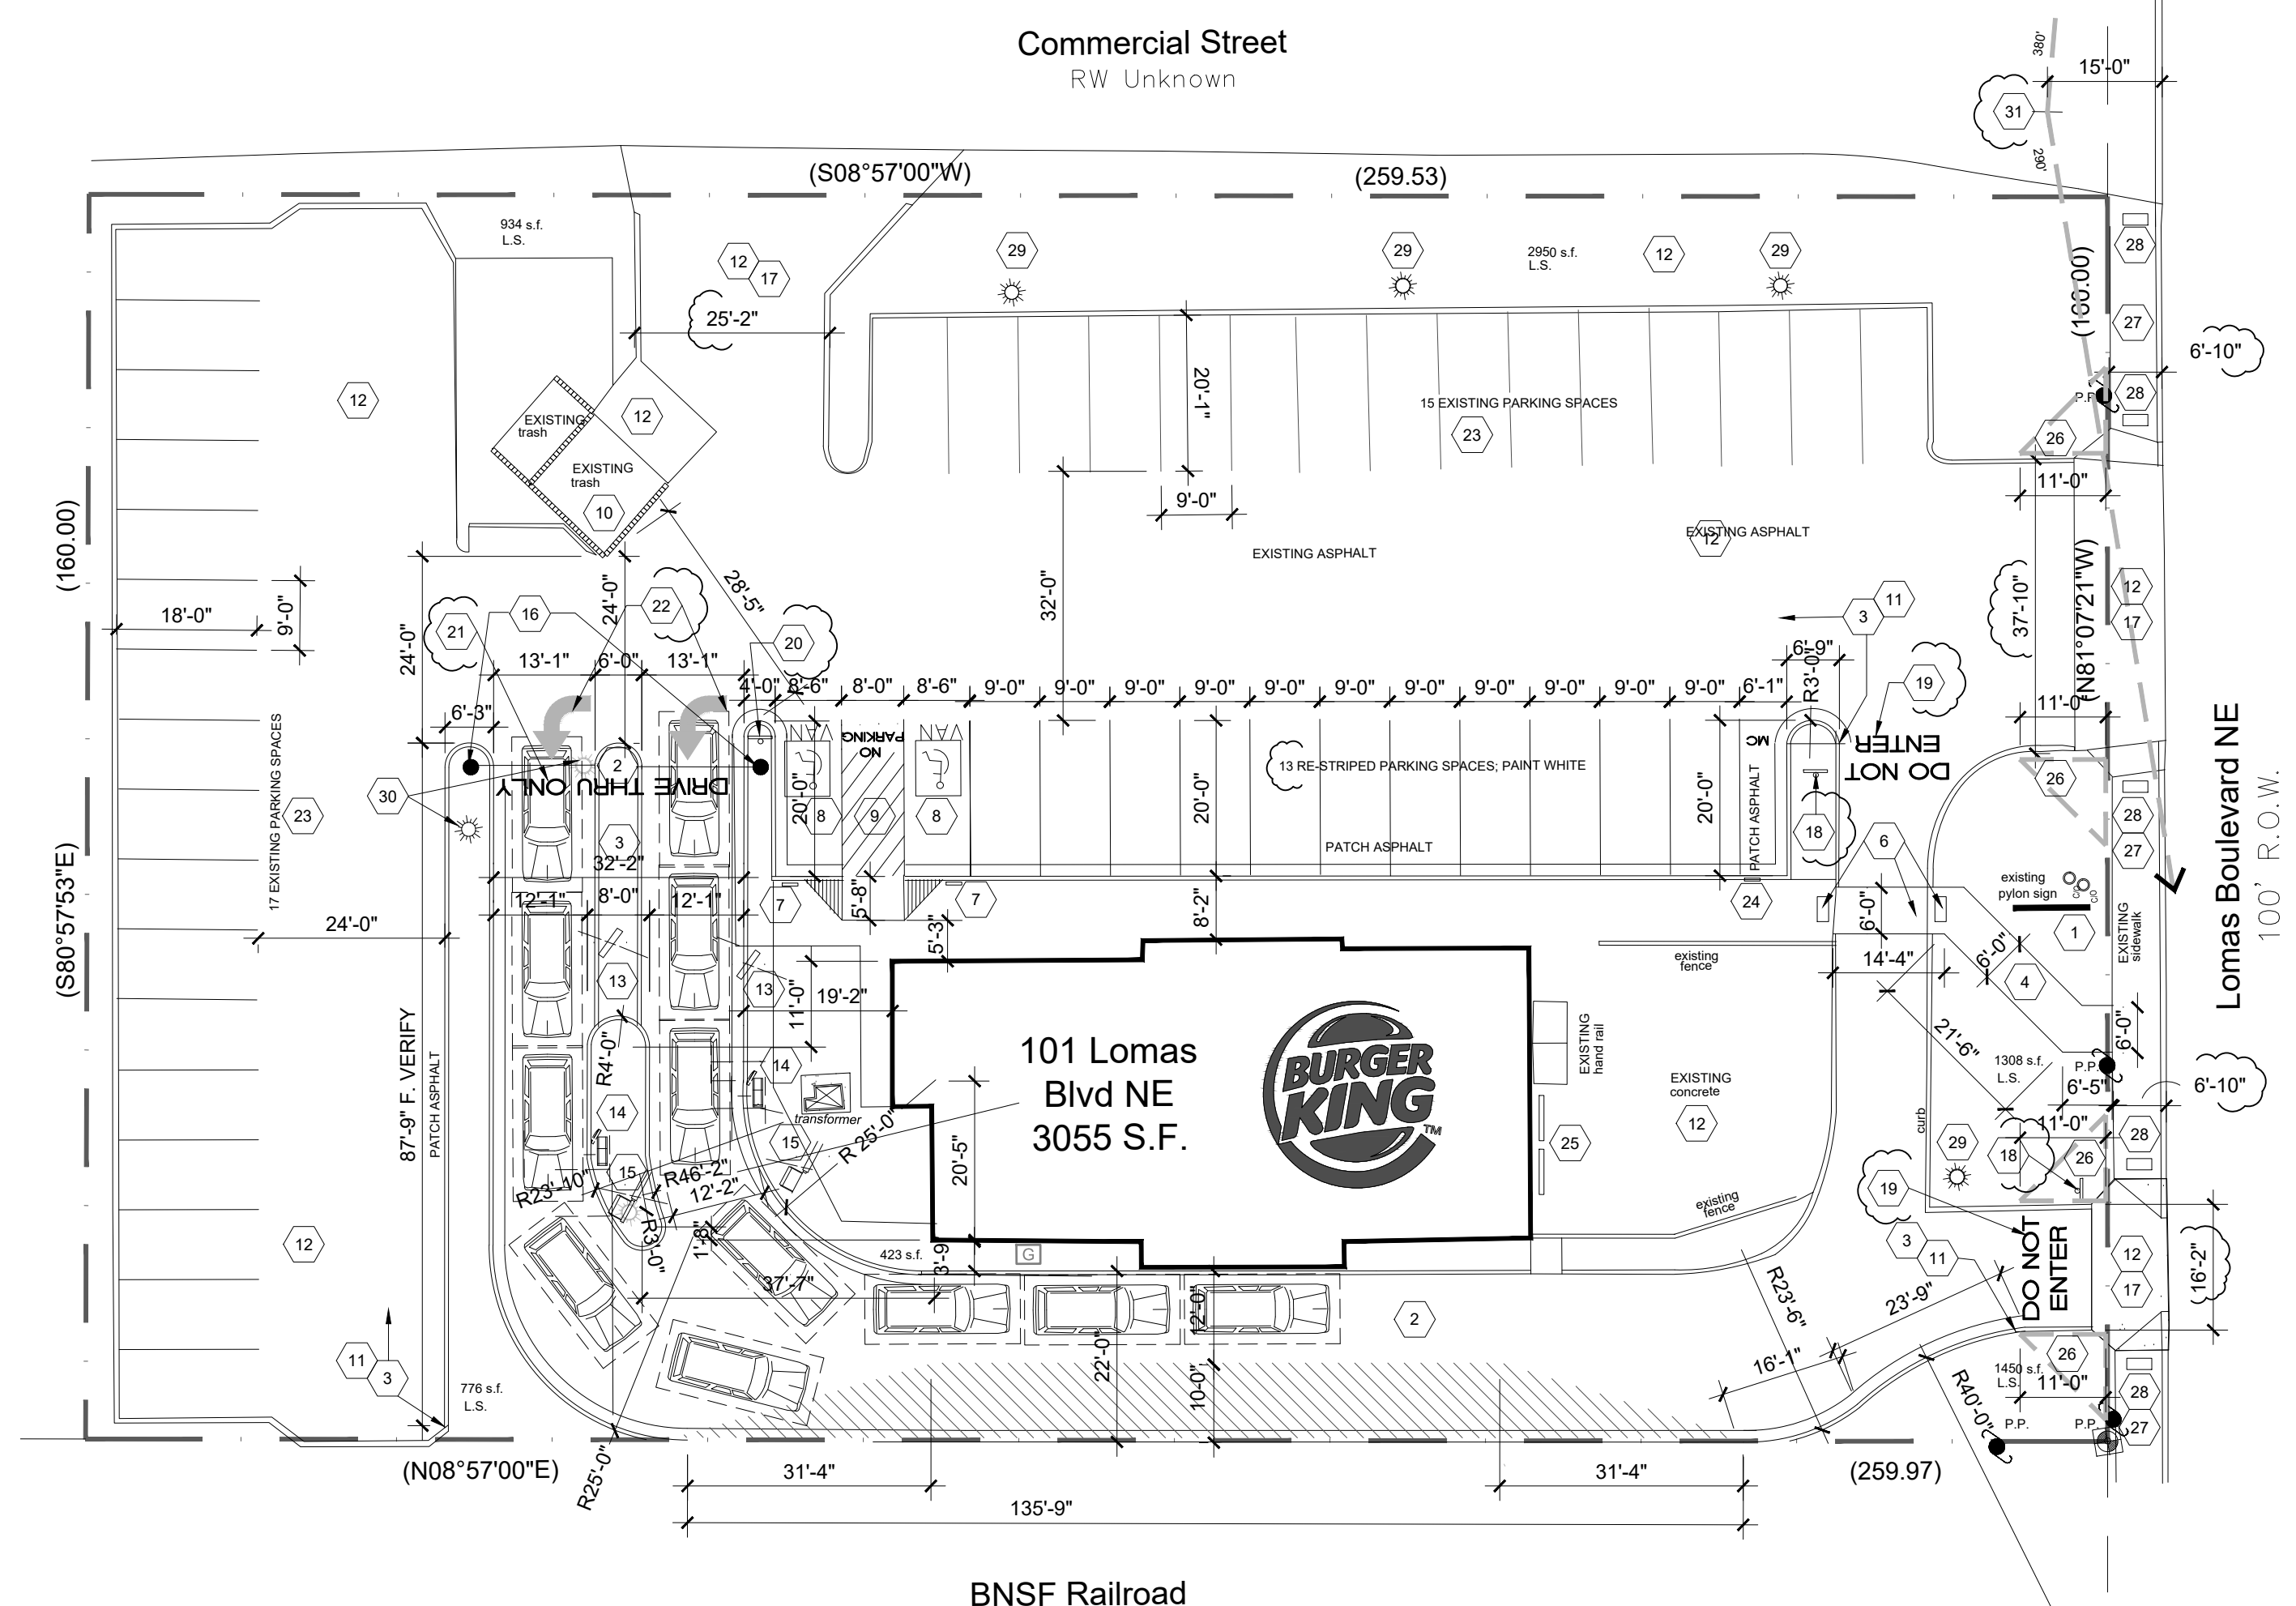 Commercial Street
RW Unknown
380'
15'-0"
31
290'
(S08°57'00"W)
(259.53)
934 s.f.
L.S.
12
17
29
29
2950 s.f.
L.S.
12
29
(160.00)
28
27
6'-10"
25'-2"
20'-1"
12
EXISTING
trash
12
15 EXISTING PARKING SPACES
23
P.P.
28
26
EXISTING
trash
10
9'-0"
11'-0"
EXISTING ASPHALT
EXISTING ASPHALT
12
(160.00)
18'-0"
9'-0"
24'-0"
21
16
24'-0"
22
28'-5"
20
32'-0"
3
11
37'-10"
(N81°07'21"W)
12
17
13'-1"
6'-0"
13'-1"
6'-9"
R3'-0"
19
4'-0"
8'-6"
8'-0"
8'-6"
9'-0"
9'-0"
9'-0"
9'-0"
9'-0"
9'-0"
9'-0"
9'-0"
9'-0"
9'-0"
9'-0"
6'-1"
11'-0"
6'-3"
VAN
NO
PARKING
VAN
MC
DO NOT
ENTER
2
DRIVE THRU ONLY
13 RE-STRIPED PARKING SPACES; PAINT WHITE
26
30
23
17 EXISTING PARKING SPACES
20'-0"
8
9
8
20'-0"
20'-0"
PATCH ASPHALT
18
28
27
3
32'-2"
PATCH ASPHALT
6
Lomas Boulevard NE
100' R.O.W.
(S80°57'53"E)
12'-1"
8'-0"
12'-1"
7
5'-8"
7
8'-2"
24
6'-0"
existing
pylon sign
C/O
C/O
24'-0"
5'-3"
existing
fence
14'-4"
6'-0"
1
EXISTING
sidewalk
13
13
19'-2"
11'-0"
4
87'-9" F. VERIFY
PATCH ASPHALT
R4'-0"
14
14
transformer
101 Lomas
Blvd NE
3055 S.F.
BURGER
KING
TM
EXISTING
hand rail
EXISTING
concrete
12
21'-6"
1308 s.f.
L.S.
P.P.
6'-0"
6'-5"
6'-10"
15
R 25'-0"
15
20'-5"
25
curb
29
18
11'-0"
26
28
R23'-10"
R46'-2"
12'-2"
existing
fence
19
12
R3'-0"
1'-8"
423 s.f.
3'-9
G
37'-7"
3
11
DO NOT
ENTER
12
17
16'-2"
R23'-6"
23'-9"
12'-0"
2
22'-0"
10'-0"
16'-1"
11
3
776 s.f.
L.S.
26
1450 s.f.
L.S.
11'-0"
28
27
R40'-0"
P.P.
P.P.
(N08°57'00"E)
R25'-0"
31'-4"
31'-4"
(259.97)
135'-9"
BNSF Railroad